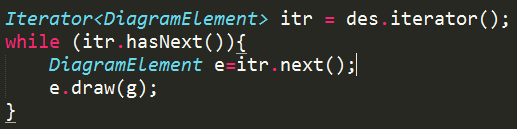 Iterator<DiagramElement> itr = des.iterator();
while (itr.hasNext()){
    DiagramElement e=itr.next();
    e.draw(g);
}